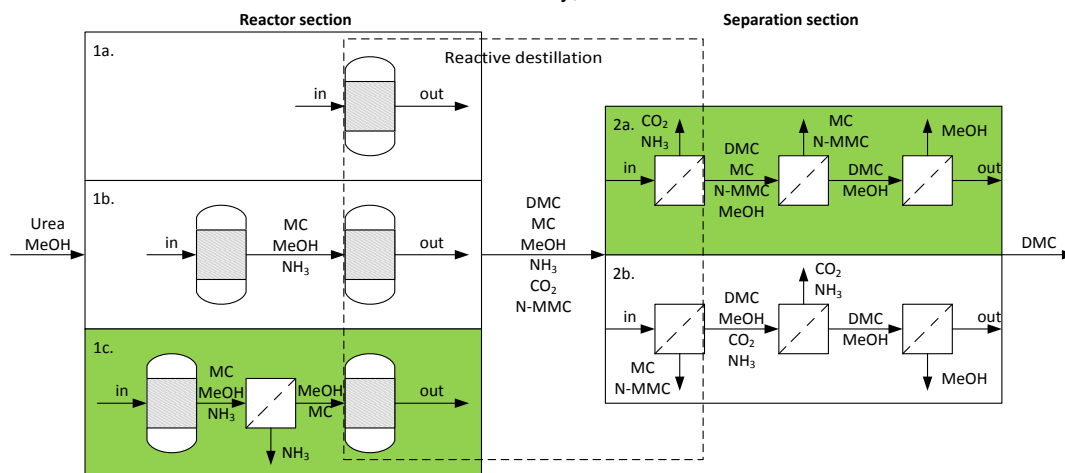 Reactor section
Separation section
1a.
Reactive destillation
in
out
1b.
Urea
MeOH
in
MC
MeOH
NH₃
out
1c.
in
MC
MeOH
NH₃
MeOH
MC
out
NH₃
DMC
MC
MeOH
NH₃
CO₂
N-MMC
2a.
CO₂
NH₃
MC
N-MMC
MeOH
in
DMC
MC
N-MMC
MeOH
DMC
MeOH
out
DMC
2b.
CO₂
NH₃
in
DMC
MeOH
CO₂
NH₃
DMC
MeOH
out
MC
N-MMC
MeOH